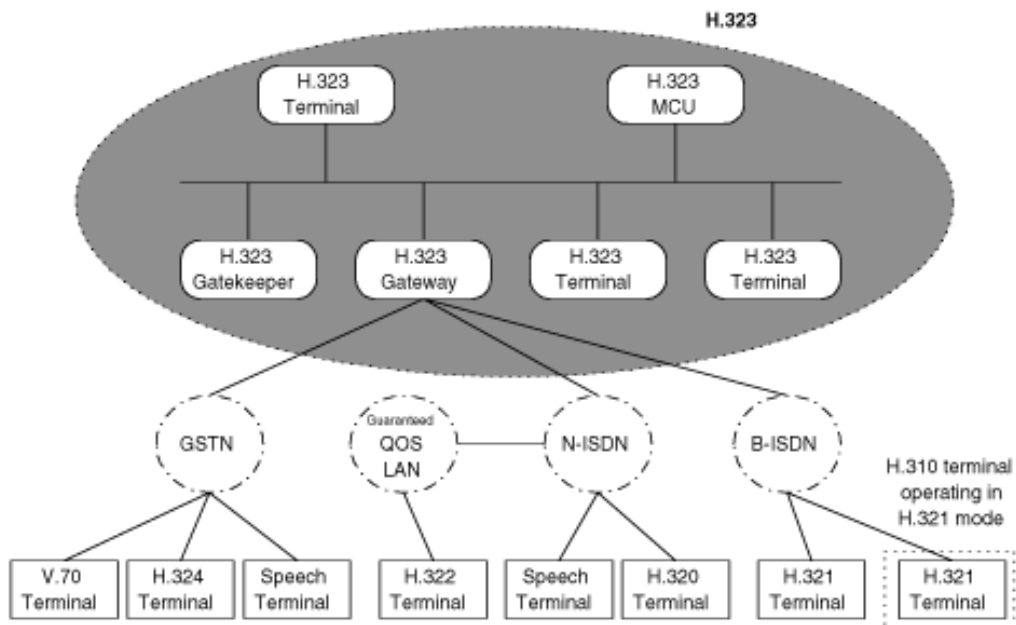 H.323
H.323
Terminal
H.323
MCU
H.323
Gatekeeper
H.323
Gateway
H.323
Terminal
H.323
Terminal
GSTN
Guaranteed
QOS
LAN
N-ISDN
B-ISDN
H.310 terminal
operating in
H.321 mode
V.70
Terminal
H.324
Terminal
Speech
Terminal
H.322
Terminal
Speech
Terminal
H.320
Terminal
H.321
Terminal
H.321
Terminal